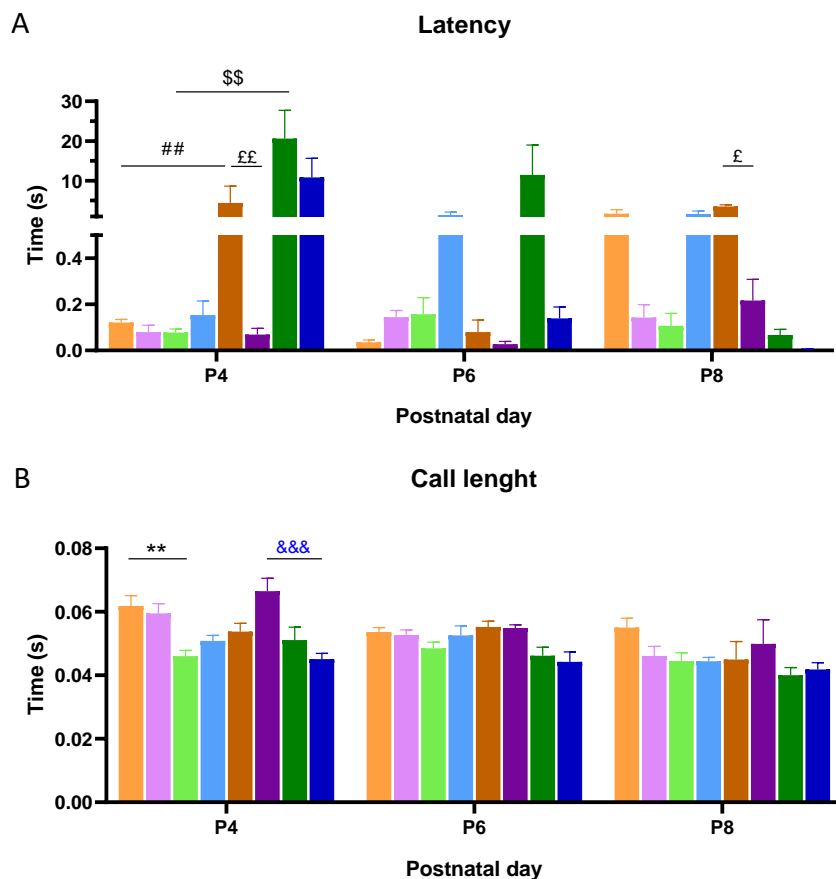 A
Latency
$$
30
##
££
£
20
10
Time (s)
0.4
0.2
0.0
P4
P6
P8
Postnatal day
B
Call lenght
**
&&&
0.08
0.06
Time (s)
0.04
0.02
0.00
P4
P6
P8
Postnatal day